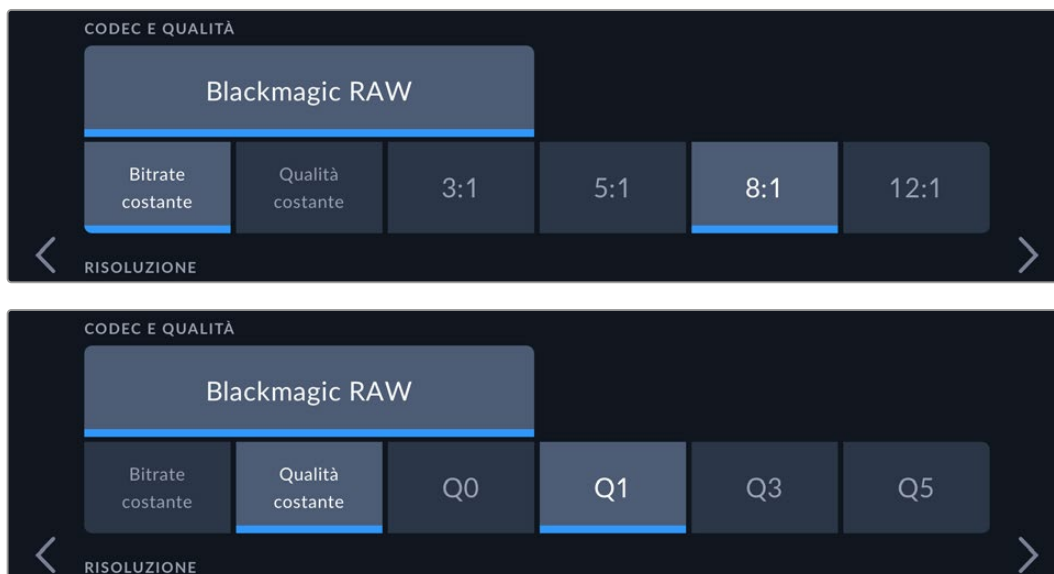 CODEC E QUALITÀ
Blackmagic RAW
Bitrate costante
Qualità costante
3:1
5:1
8:1
12:1
RISOLUZIONE
CODEC E QUALITÀ
Blackmagic RAW
Bitrate costante
Qualità costante
Q0
Q1
Q3
Q5
RISOLUZIONE